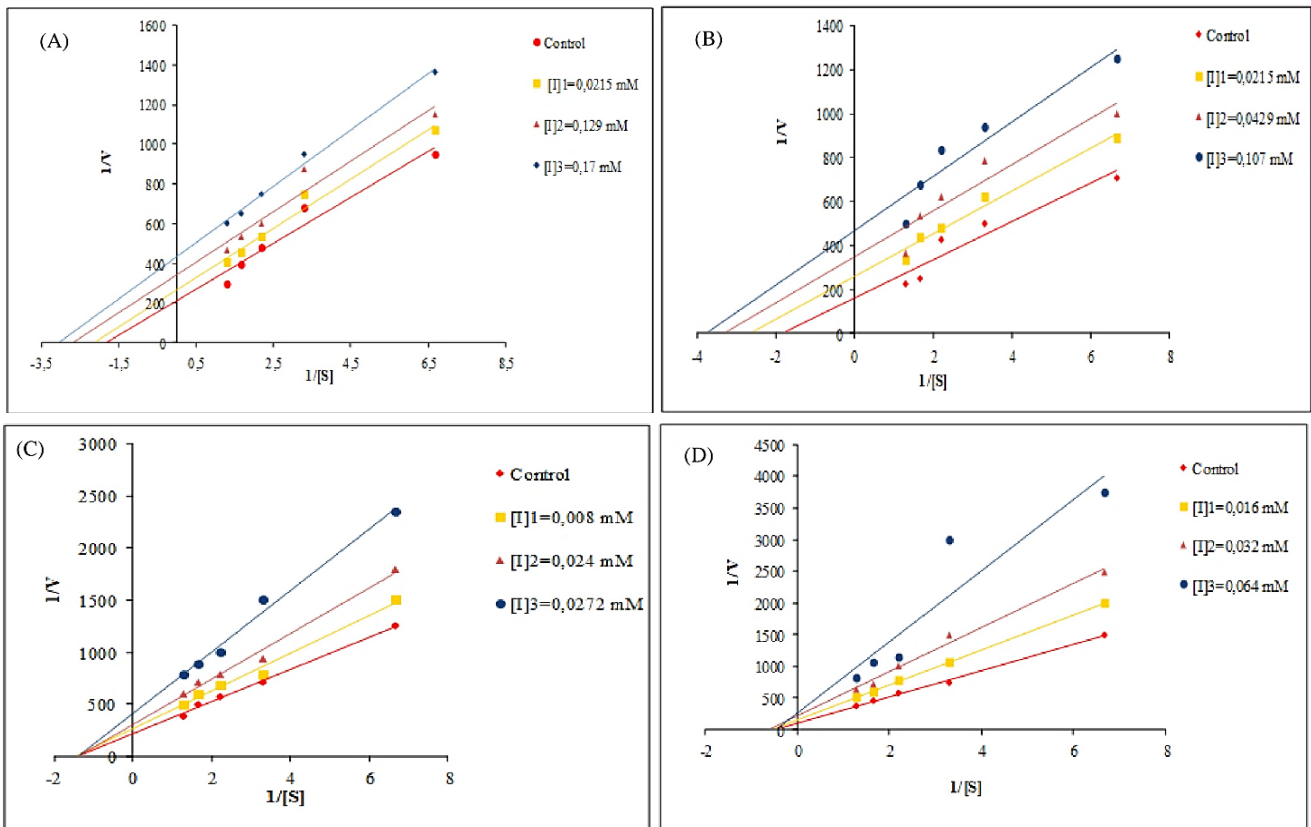 (A)
1/V
1600
1400
1200
1000
800
600
400
200
0
-3,5
-1,5
0,5
2,5
4,5
6,5
8,5
1/[S]
Control
[I]1=0,0215 mM
[I]2=0,129 mM
[I]3=0,17 mM
(B)
1/V
1400
1200
1000
800
600
400
200
0
-4
-2
0
2
4
6
8
1/[S]
Control
[I]1=0,0215 mM
[I]2=0,0429 mM
[I]3=0,107 mM
(C)
1/V
3000
2500
2000
1500
1000
500
0
-2
0
2
4
6
8
1/[S]
Control
[I]1=0,008 mM
[I]2=0,024 mM
[I]3=0,0272 mM
(D)
1/V
4500
4000
3500
3000
2500
2000
1500
1000
500
0
-2
0
2
4
6
8
1/[S]
Control
[I]1=0,016 mM
[I]2=0,032 mM
[I]3=0,064 mM